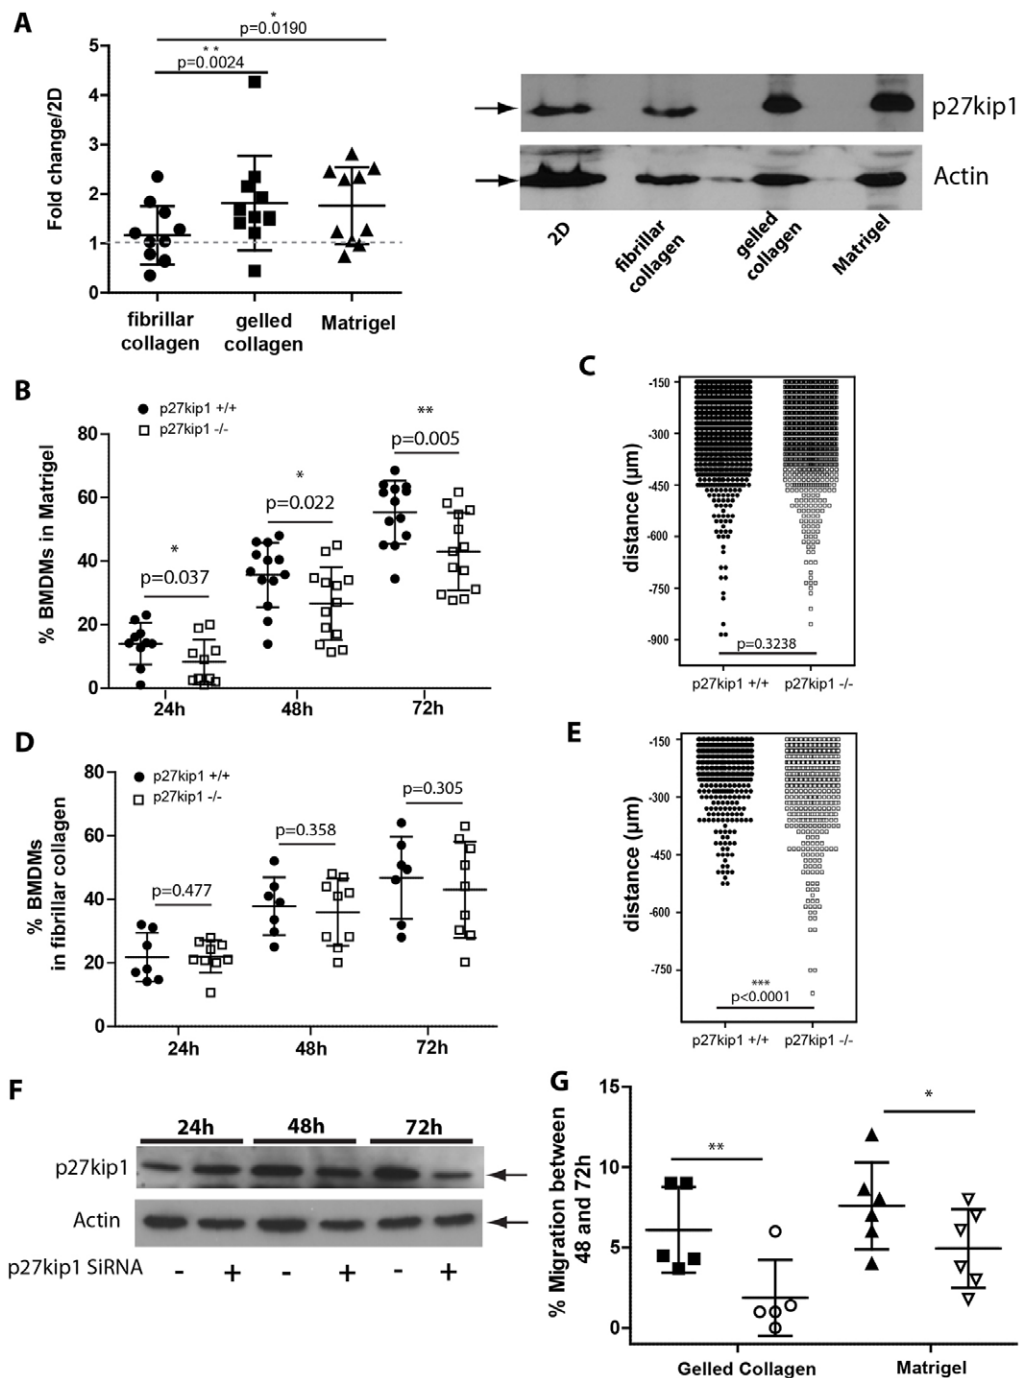 A
*
p=0.0190
* *
p=0.0024
5
4
3
2
1
0
Fold change/2D
fibrillar
collagen
gelled
collagen
Matrigel
p27kip1
Actin
2D
fibrillar
collagen
gelled
collagen
Matrigel
B
p27kip1 +/+
p27kip1 -/-
80
60
40
20
0
% BMDMs in Matrigel
*
p=0.037
*
p=0.022
**
p=0.005
24h
48h
72h
C
-150
-300
-450
-600
-750
-900
distance (µm)
p=0.3238
p27kip1 +/+
p27kip1 -/-
D
p27kip1 +/+
p27kip1 -/-
80
60
40
20
0
% BMDMs
in fibrillar collagen
p=0.477
p=0.358
p=0.305
24h
48h
72h
E
-150
-300
-450
-600
-750
distance (µm)
***
p<0.0001
p27kip1 +/+
p27kip1 -/-
F
24h
48h
72h
p27kip1
Actin
p27kip1 SiRNA
- + - + - +
G
15
10
5
0
% Migration between
48 and 72h
**
*
Gelled Collagen
Matrigel